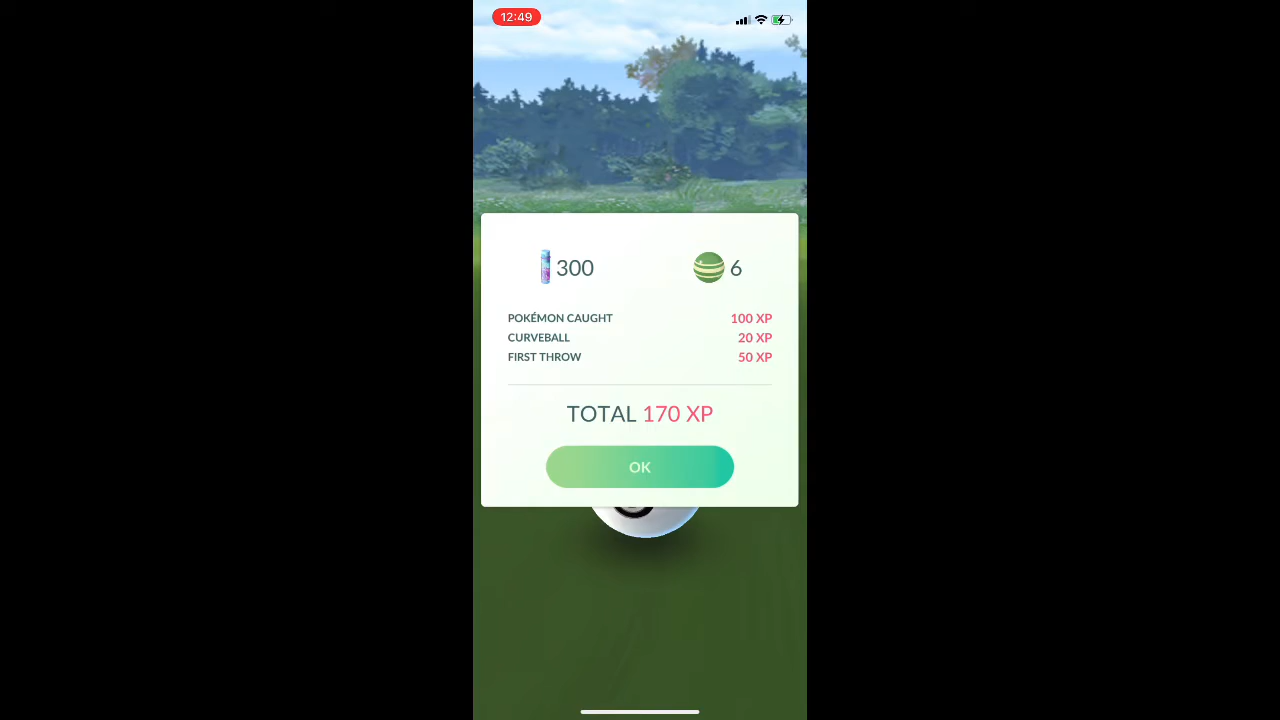 12:49
300 6
POKÉMON CAUGHT 100 XP
CURVEBALL 20 XP
FIRST THROW 50 XP
TOTAL 170 XP
OK